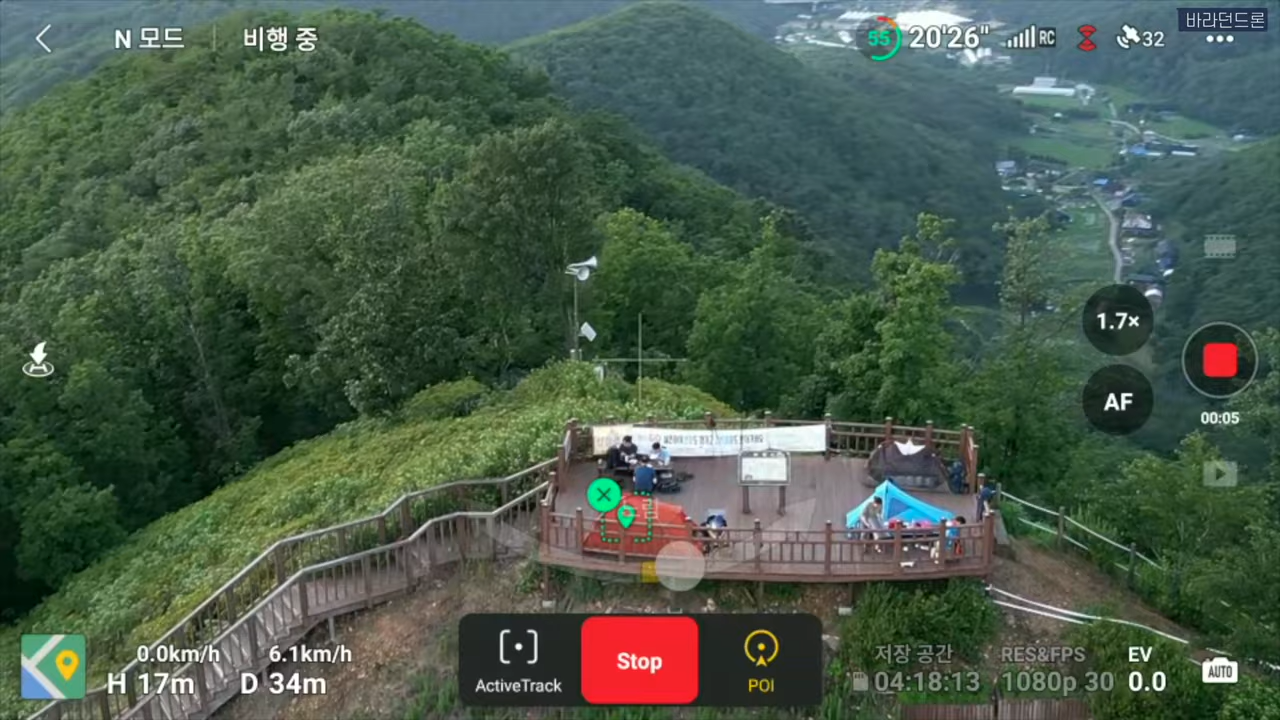 바라던드론
N 모드
비행 중
55
20'26"
RC
32
1.7×
AF
00:05
0.0km/h
6.1km/h
H 17m
D 34m
ActiveTrack
Stop
POI
저장 공간
04:18:13
RES&FPS
1080p 30
EV
0.0
AUTO